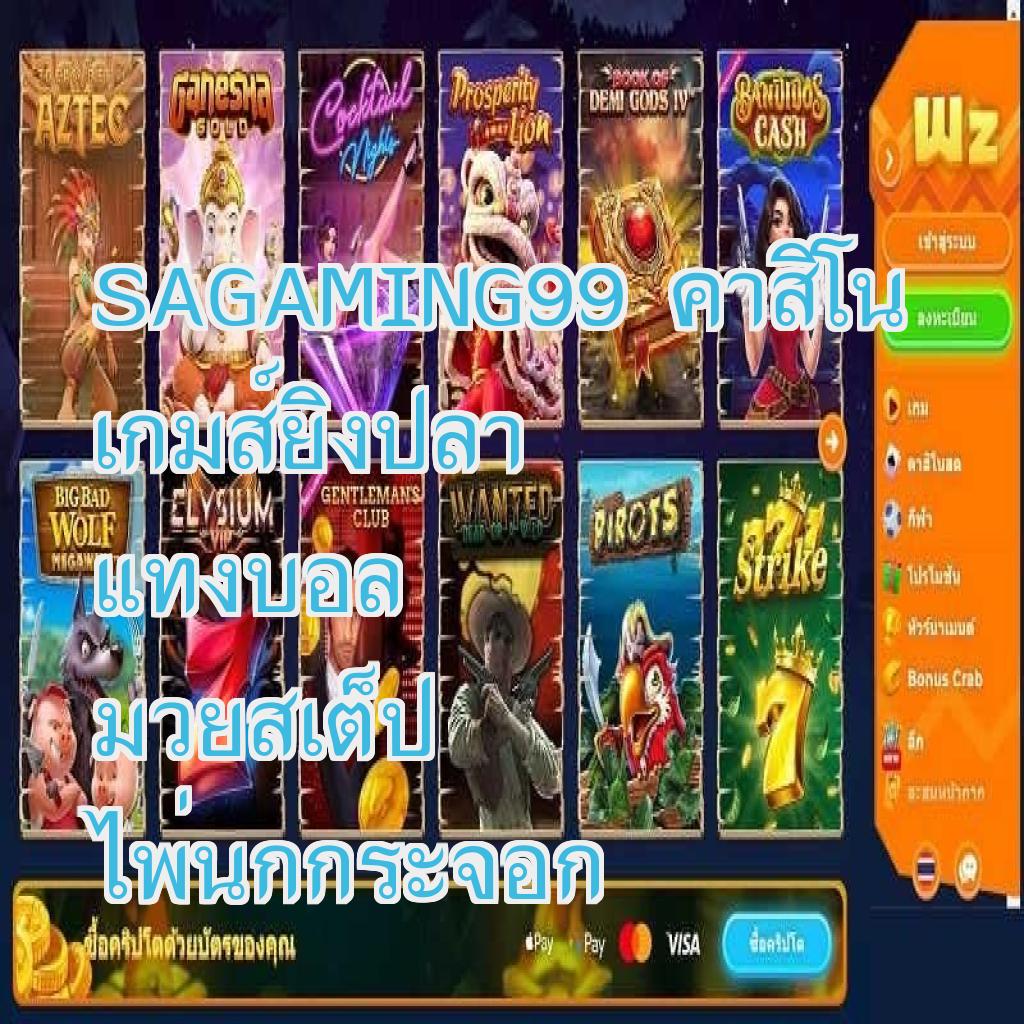 AZTEC
Ganesha
GOLD
Cocktail
Nights
Prosperity
Lion
BOOK OF
DEMI GODS IV
BANDIDOS
CASH
Wz
เข้าสู่ระบบ
ลงทะเบียน
SAGAMING99 คาสิโน
เกมส์ยิงปลา
แทงบอล
มวยสเต็ป
ไพ่นกกระจอก
เกม
คาสิโนสด
กีฬา
โปรโมชั่น
ทัวร์นาเมนต์
Bonus Crab
BIG BAD
WOLF
MEGAWAYS
ELYSIUM
VIP
GENTLEMAN'S
CLUB
WANTED
PIROTS
777
Strike
7
ซื้อคริปโตด้วยบัตรของคุณ
Pay
Pay
VISA
ซื้อคริปโต